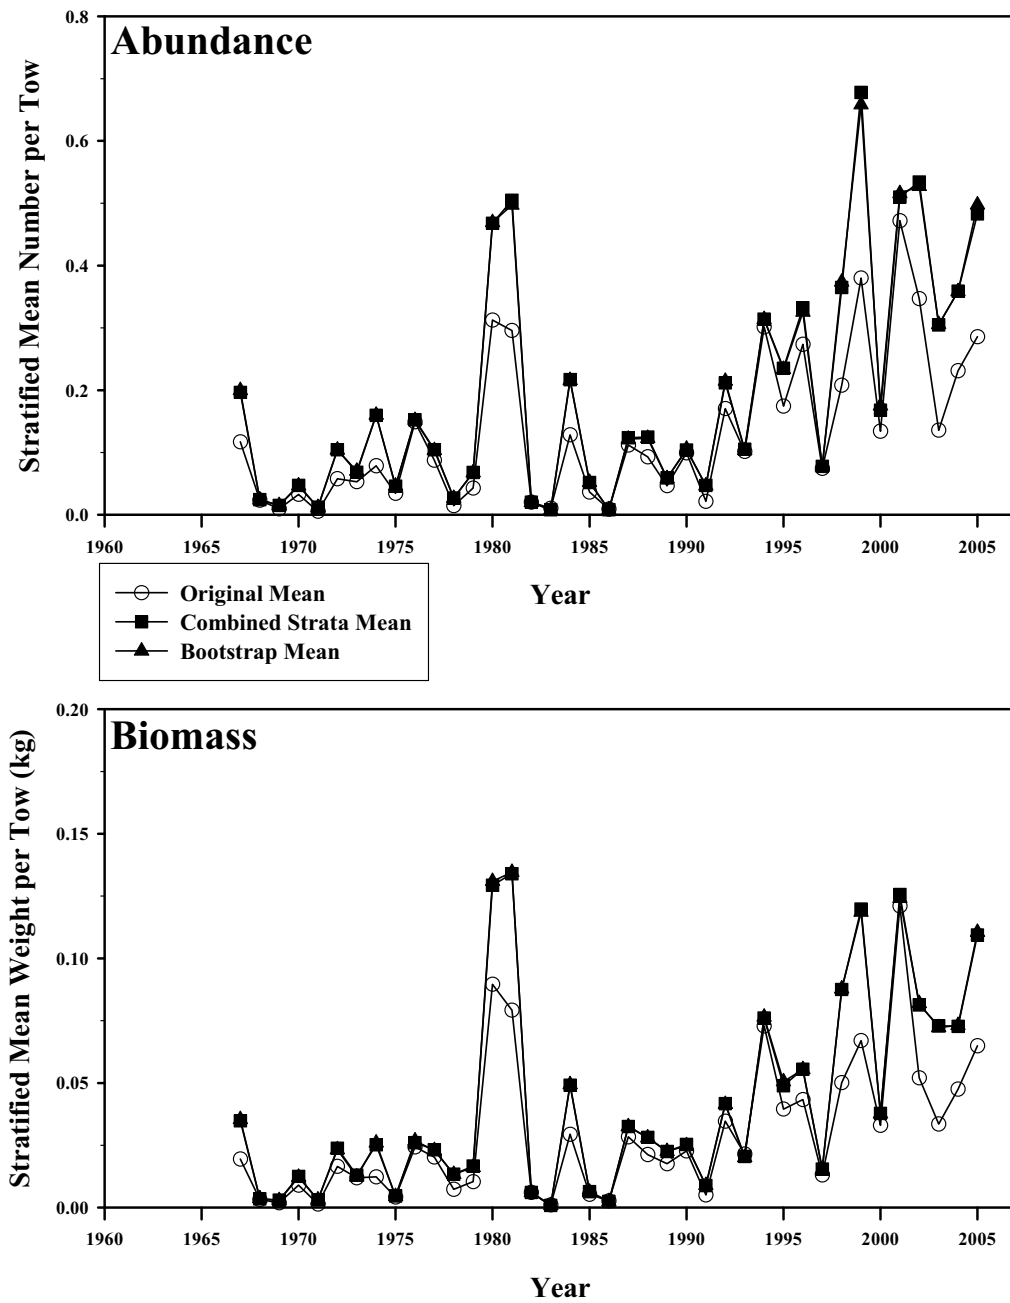 Abundance
Stratified Mean Number per Tow
0.8
0.6
0.4
0.2
0.0
1960 1965 1970 1975 1980 1985 1990 1995 2000 2005
Year
Original Mean
Combined Strata Mean
Bootstrap Mean
Biomass
Stratified Mean Weight per Tow (kg)
0.20
0.15
0.10
0.05
0.00
1960 1965 1970 1975 1980 1985 1990 1995 2000 2005
Year